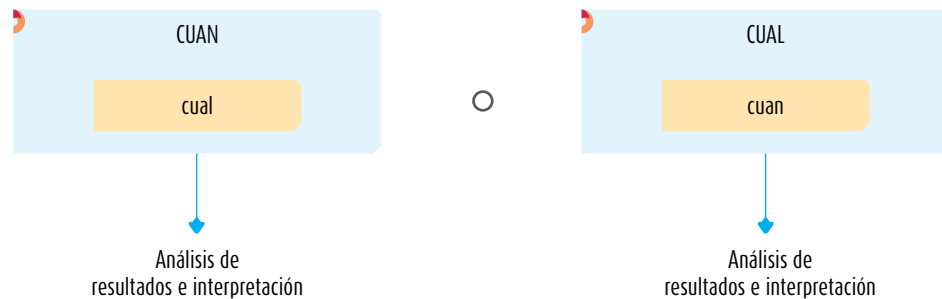 CUAN
cual
Análisis de
resultados e interpretación
O
CUAL
cuan
Análisis de
resultados e interpretación